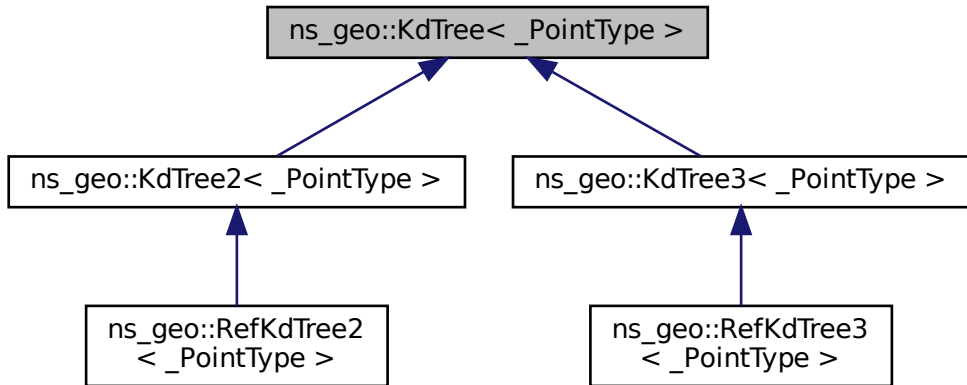 ns_geo::KdTree< _PointType >
ns_geo::KdTree2< _PointType >
ns_geo::KdTree3< _PointType >
ns_geo::RefKdTree2
< _PointType >
ns_geo::RefKdTree3
< _PointType >